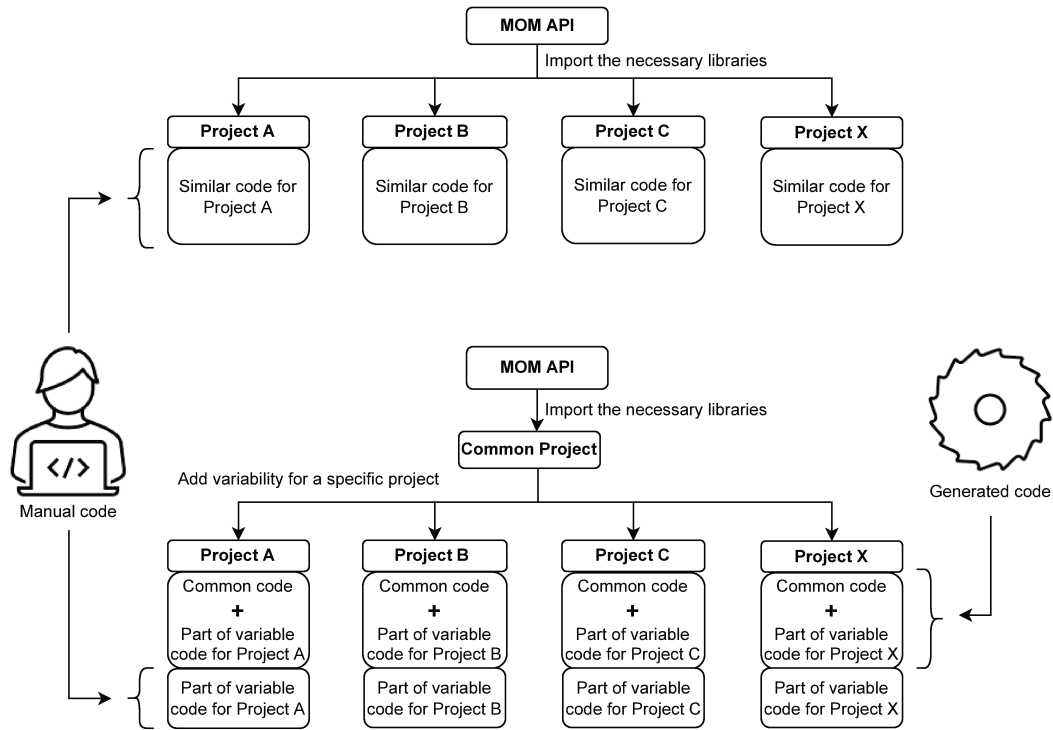 MOM API
Import the necessary libraries
Project A
Project B
Project C
Project X
Similar code for
Project A
Similar code for
Project B
Similar code for
Project C
Similar code for
Project X
</>
Manual code
MOM API
Import the necessary libraries
Common Project
Add variability for a specific project
Generated code
Project A
Project B
Project C
Project X
Common code
+
Part of variable
code for Project A
Common code
+
Part of variable
code for Project B
Common code
+
Part of variable
code for Project C
Common code
+
Part of variable
code for Project X
Part of variable
code for Project A
Part of variable
code for Project B
Part of variable
code for Project C
Part of variable
code for Project X